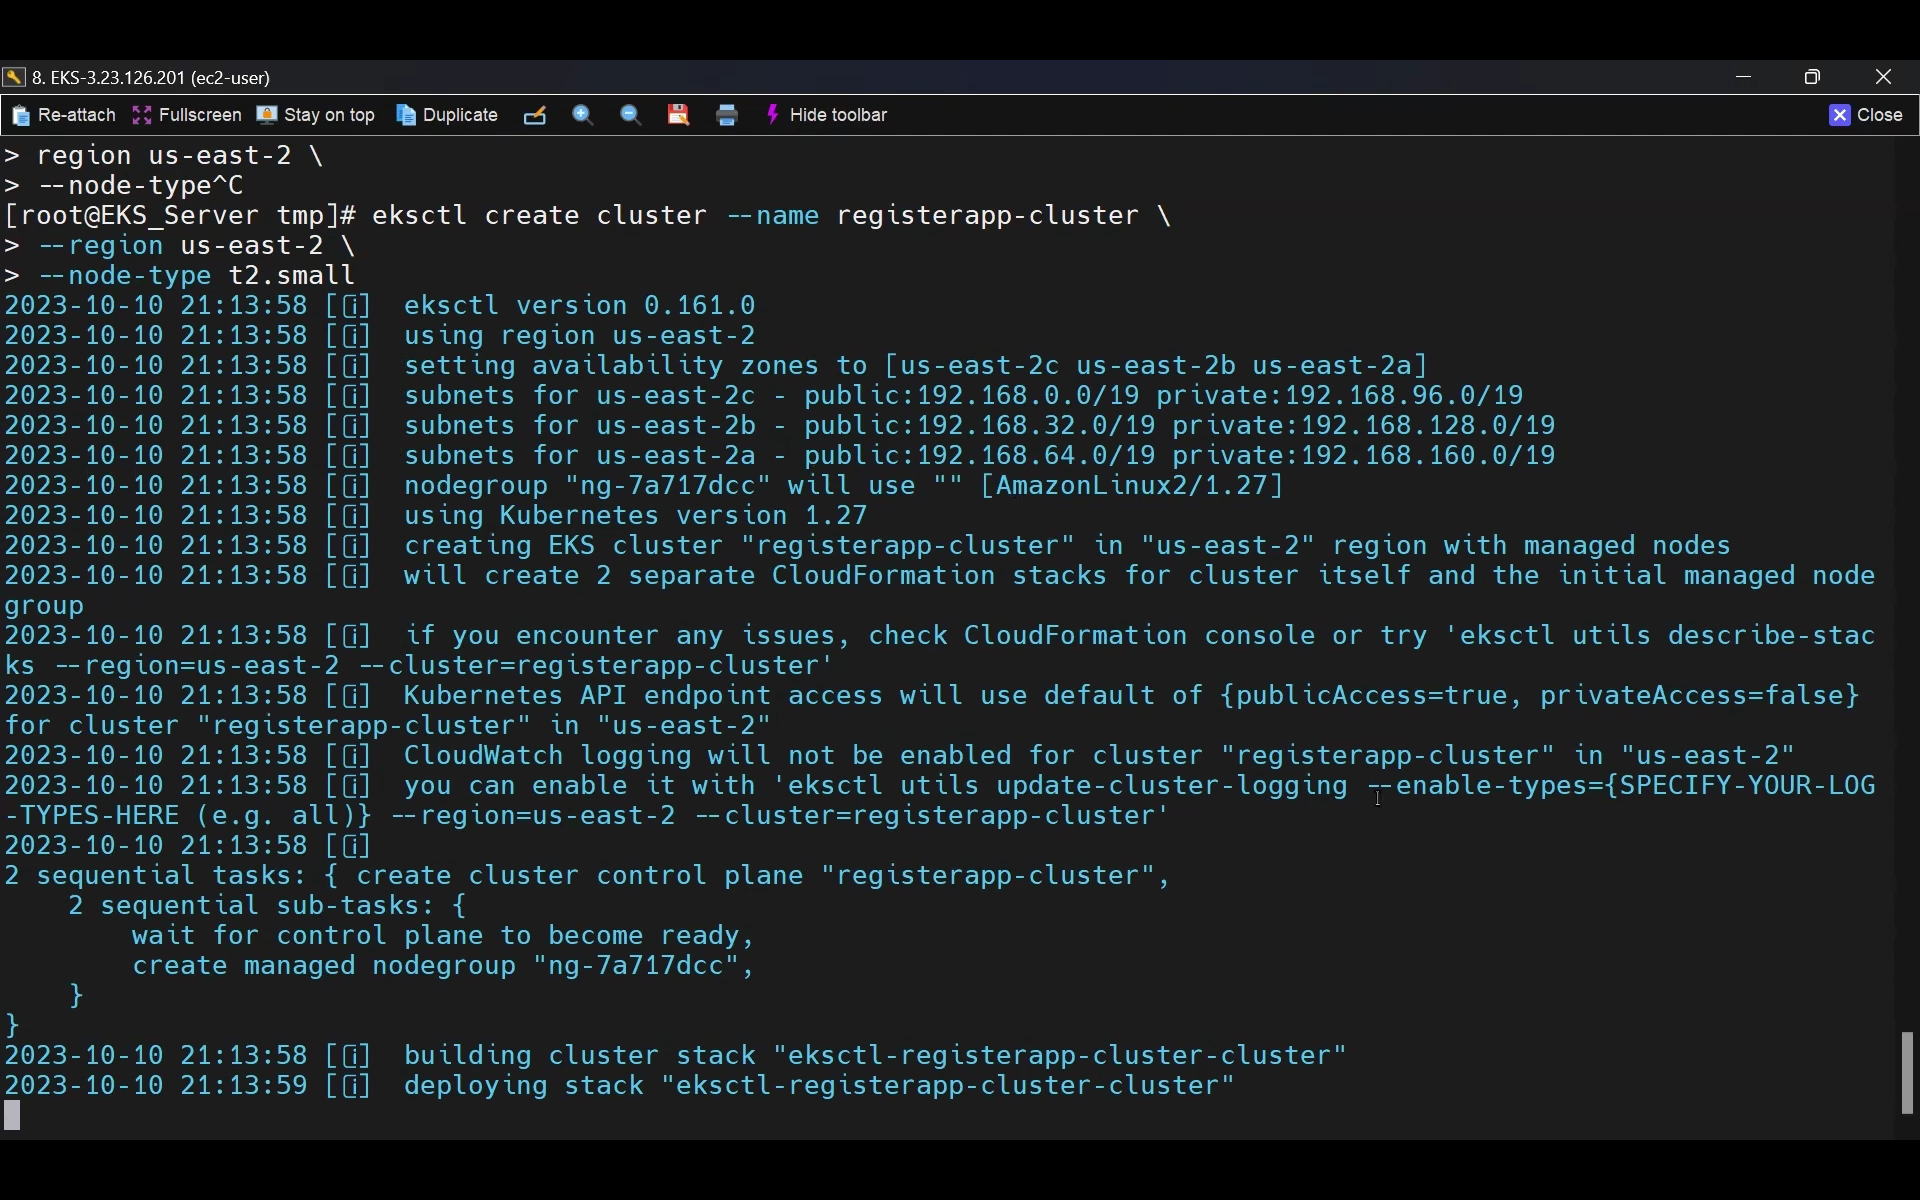 8. EKS-3.23.126.201 (ec2-user)
Re-attach Fullscreen Stay on top Duplicate Hide toolbar Close
> region us-east-2 \
> --node-type^C
[root@EKS_Server tmp]# eksctl create cluster --name registerapp-cluster \
> --region us-east-2 \
> --node-type t2.small
2023-10-10 21:13:58 [ℹ]  eksctl version 0.161.0
2023-10-10 21:13:58 [ℹ]  using region us-east-2
2023-10-10 21:13:58 [ℹ]  setting availability zones to [us-east-2c us-east-2b us-east-2a]
2023-10-10 21:13:58 [ℹ]  subnets for us-east-2c - public:192.168.0.0/19 private:192.168.96.0/19
2023-10-10 21:13:58 [ℹ]  subnets for us-east-2b - public:192.168.32.0/19 private:192.168.128.0/19
2023-10-10 21:13:58 [ℹ]  subnets for us-east-2a - public:192.168.64.0/19 private:192.168.160.0/19
2023-10-10 21:13:58 [ℹ]  nodegroup "ng-7a717dcc" will use "" [AmazonLinux2/1.27]
2023-10-10 21:13:58 [ℹ]  using Kubernetes version 1.27
2023-10-10 21:13:58 [ℹ]  creating EKS cluster "registerapp-cluster" in "us-east-2" region with managed nodes
2023-10-10 21:13:58 [ℹ]  will create 2 separate CloudFormation stacks for cluster itself and the initial managed node
group
2023-10-10 21:13:58 [ℹ]  if you encounter any issues, check CloudFormation console or try 'eksctl utils describe-stac
ks --region=us-east-2 --cluster=registerapp-cluster'
2023-10-10 21:13:58 [ℹ]  Kubernetes API endpoint access will use default of {publicAccess=true, privateAccess=false}
for cluster "registerapp-cluster" in "us-east-2"
2023-10-10 21:13:58 [ℹ]  CloudWatch logging will not be enabled for cluster "registerapp-cluster" in "us-east-2"
2023-10-10 21:13:58 [ℹ]  you can enable it with 'eksctl utils update-cluster-logging --enable-types={SPECIFY-YOUR-LOG
-TYPES-HERE (e.g. all)} --region=us-east-2 --cluster=registerapp-cluster'
2023-10-10 21:13:58 [ℹ]
2 sequential tasks: { create cluster control plane "registerapp-cluster",
    2 sequential sub-tasks: {
        wait for control plane to become ready,
        create managed nodegroup "ng-7a717dcc",
    }
}
2023-10-10 21:13:58 [ℹ]  building cluster stack "eksctl-registerapp-cluster-cluster"
2023-10-10 21:13:59 [ℹ]  deploying stack "eksctl-registerapp-cluster-cluster"